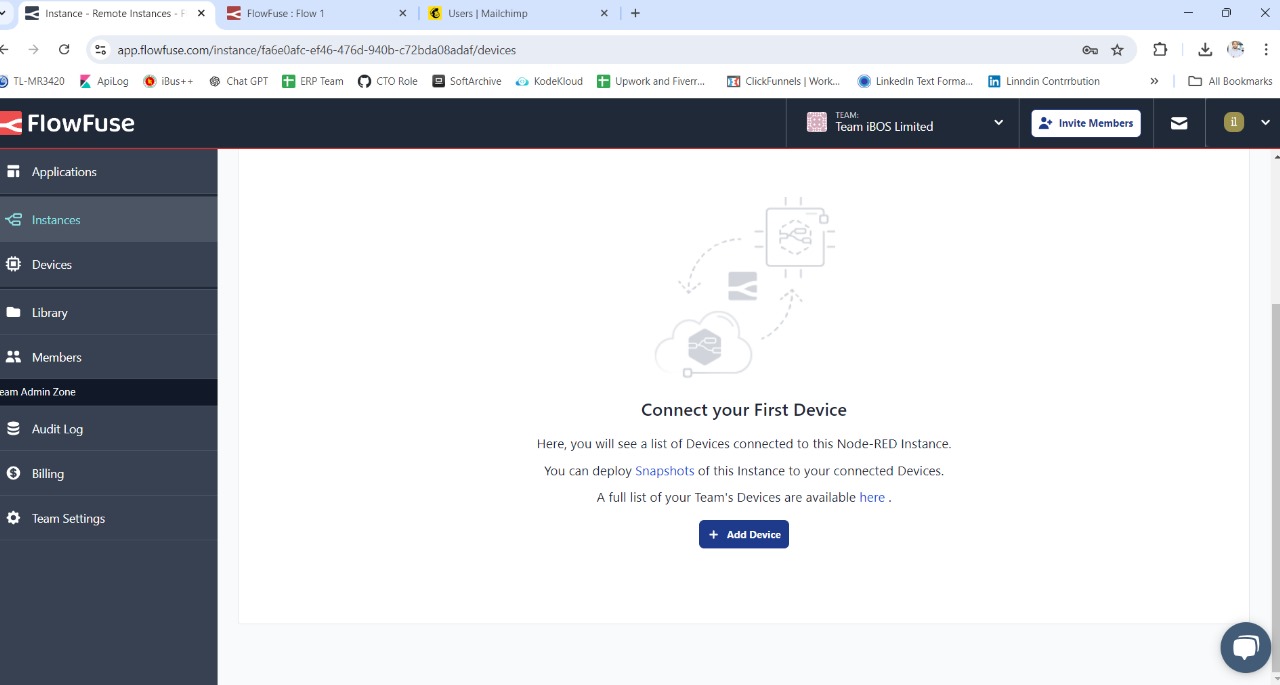 Instance - Remote Instances - F
FlowFuse : Flow 1
Users | Mailchimp
app.flowfuse.com/instance/fa6e0afc-ef46-476d-940b-c72bda08adaf/devices
TL-MR3420
ApiLog
iBus++
Chat GPT
ERP Team
CTO Role
SoftArchive
KodeKloud
Upwork and Fiverr...
ClickFunnels | Work...
LinkedIn Text Forma...
Linndin Contrrbution
»
All Bookmarks
FlowFuse
TEAM:
Team iBOS Limited
Invite Members
il
Applications
Instances
Devices
Library
Members
eam Admin Zone
Audit Log
Billing
Team Settings
Connect your First Device
Here, you will see a list of Devices connected to this Node-RED Instance.
You can deploy Snapshots of this Instance to your connected Devices.
A full list of your Team's Devices are available here .
+ Add Device